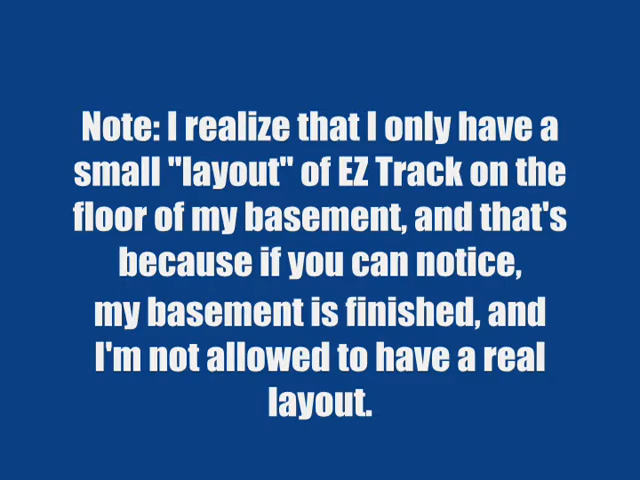 Note: I realize that I only have a
small "layout" of EZ Track on the
floor of my basement, and that's
because if you can notice,
my basement is finished, and
I'm not allowed to have a real
layout.